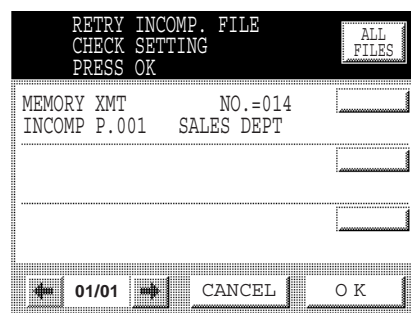 RETRY INCOMP. FILE
CHECK SETTING
PRESS OK
ALL
FILES
MEMORY XMT NO.=014
INCOMP P.001 SALES DEPT
01/01
CANCEL
OK